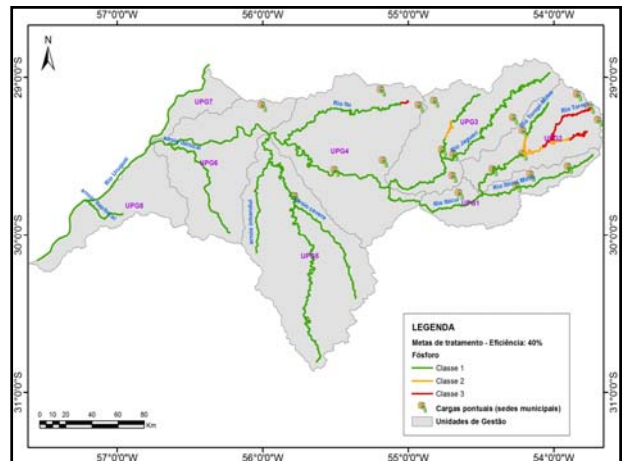 57°0'0"W
56°0'0"W
55°0'0"W
54°0'0"W
N
29°0'0"S
29°0'0"S
UPG7
Rio Itu
UPG3
Rio Toropi
UPG2
Rio Jaguari
UPG4
UPG6
Rio Uruguai
UPG8
UPG1
Rio Ibicuí
30°0'0"S
30°0'0"S
UPG5
LEGENDA
Metas de tratamento - Eficiência: 40%
Fósforo
Classe 1
Classe 2
Classe 3
Cargas pontuais (sedes municipais)
Unidades de Gestão
31°0'0"S
31°0'0"S
0 10 20 40 60 80
Km
57°0'0"W
56°0'0"W
55°0'0"W
54°0'0"W